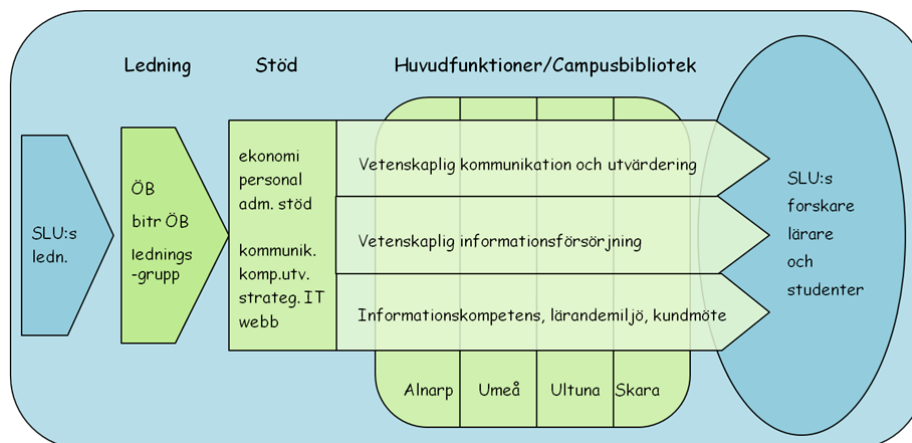 Ledning
Stöd
Huvudfunktioner/Campusbibliotek
SLU:s
ledn.
ÖB
bitr ÖB
lednings
-grupp
ekonomi
personal
adm. stöd
kommunik.
komp.utv.
strateg. IT
webb
Vetenskaplig kommunikation och utvärdering
Vetenskaplig informationsförsörjning
Informationskompetens, lärandemiljö, kundmöte
Alnarp
Umeå
Ultuna
Skara
SLU:s
forskare
lärare
och
studenter